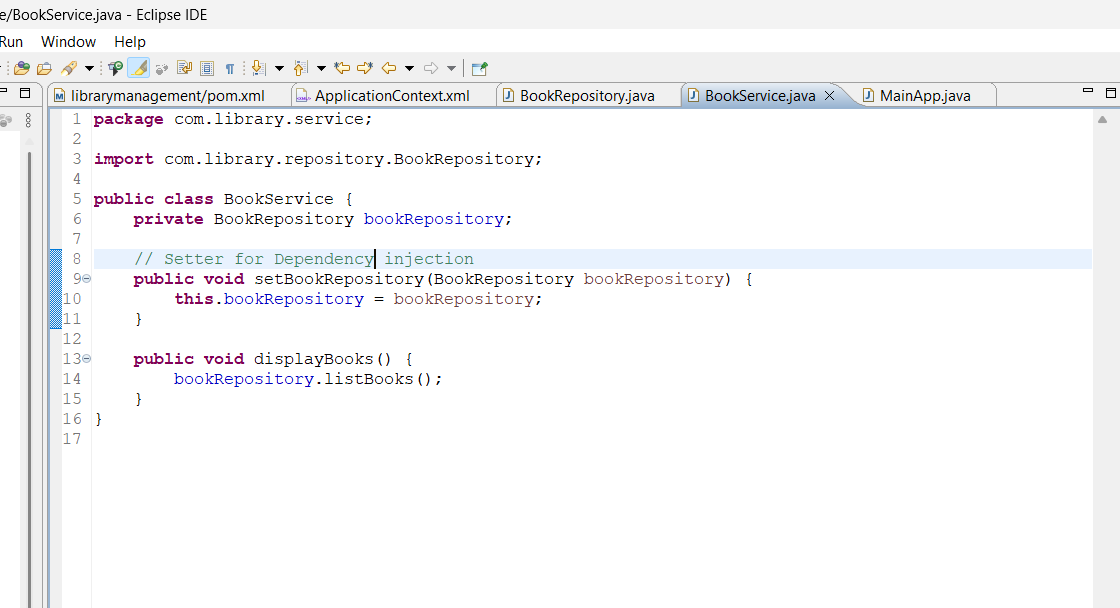 e/BookService.java - Eclipse IDE
Run Window Help
librarymanagement/pom.xml ApplicationContext.xml BookRepository.java BookService.java MainApp.java
1 package com.library.service;
2
3 import com.library.repository.BookRepository;
4
5 public class BookService {
6 private BookRepository bookRepository;
7
8 // Setter for Dependency injection
9 public void setBookRepository(BookRepository bookRepository) {
10 this.bookRepository = bookRepository;
11 }
12
13 public void displayBooks() {
14 bookRepository.listBooks();
15 }
16 }
17